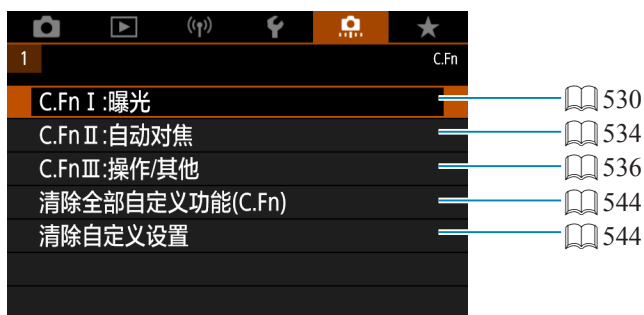 1 C.Fn
C.Fn I :曝光 530
C.Fn II :自动对焦 534
C.Fn III:操作/其他 536
清除全部自定义功能(C.Fn) 544
清除自定义设置 544